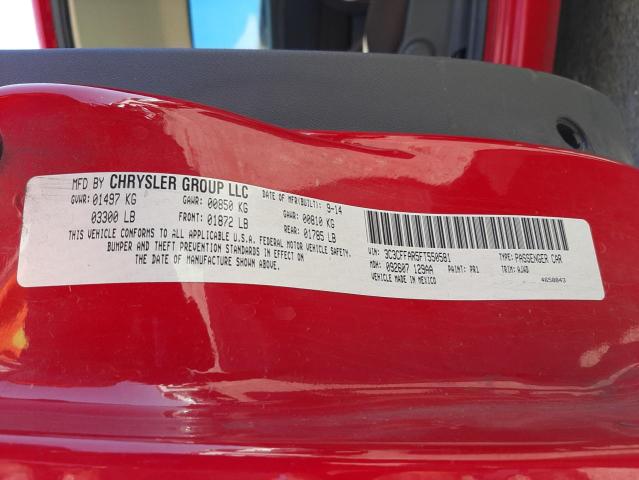 MFD BY CHRYSLER GROUP LLC DATE OF MFR(BUILT): 9-14
GVWR: 01497 KG GAWR: 00850 KG GAWR: 00810 KG
03300 LB FRONT: 01872 LB REAR: 01785 LB
THIS VEHICLE CONFORMS TO ALL APPLICABLE U.S.A. FEDERAL MOTOR VEHICLE SAFETY,
BUMPER AND THEFT PREVENTION STANDARDS IN EFFECT ON
THE DATE OF MANUFACTURE SHOWN ABOVE.
VIN: 3C3CFFAR5FT550581 TYPE: PASSENGER CAR
MDH: 092607 129AA PAINT: PR1 TRIM: AJAD
VEHICLE MADE IN MEXICO